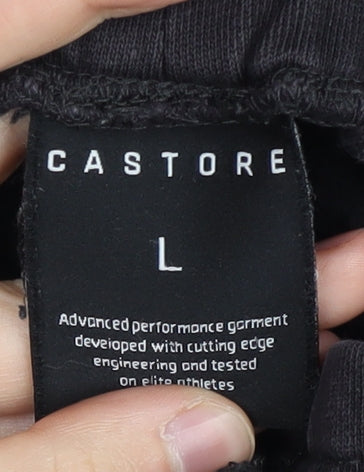 CASTORE
L
Advanced performance garment
developed with cutting edge
engineering and tested
on elite athletes